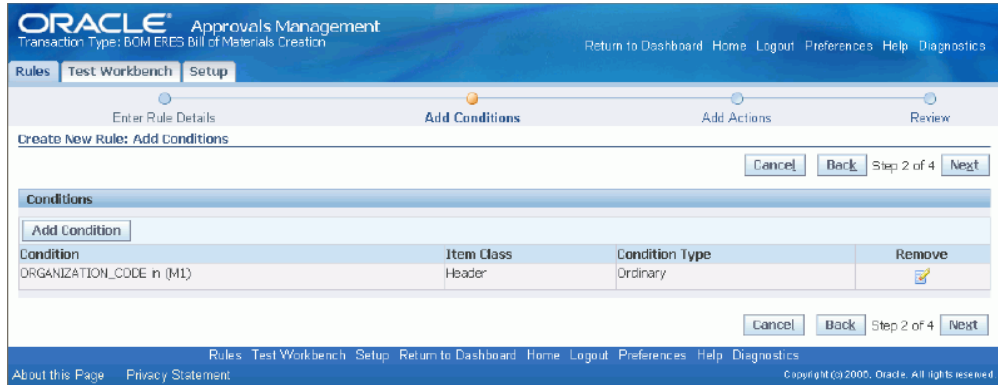 ORACLE® Approvals Management
Transaction Type: BOM ERES Bill of Materials Creation
Return to Dashboard Home Logout Preferences Help Diagnostics
Rules Test Workbench Setup
Enter Rule Details Add Conditions Add Actions Review
Create New Rule: Add Conditions
Cancel Back Step 2 of 4 Next
Conditions
Add Condition
Condition Item Class Condition Type Remove
ORGANIZATION_CODE in (M1) Header Ordinary
Cancel Back Step 2 of 4 Next
Rules Test Workbench Setup Return to Dashboard Home Logout Preferences Help Diagnostics
About this Page Privacy Statement Copyright (c) 2006, Oracle. All rights reserved